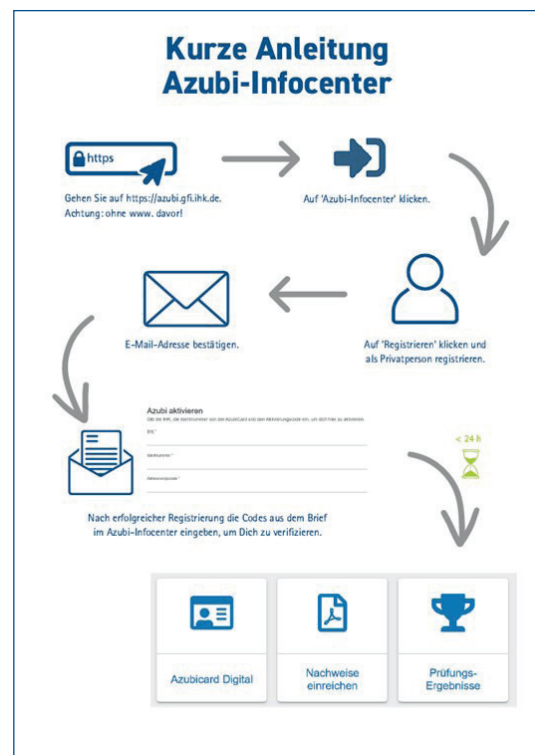 Kurze Anleitung
Azubi-Infocenter
https
Gehen Sie auf https://azubi.gfi.ihk.de.
Achtung: ohne www. davor!
Auf 'Azubi-Infocenter' klicken.
E-Mail-Adresse bestätigen.
Auf 'Registrieren' klicken und
als Privatperson registrieren.
Azubi aktivieren
< 24 h
Nach erfolgreicher Registrierung die Codes aus dem Brief
im Azubi-Infocenter eingeben, um Dich zu verifizieren.
Azubicard Digital
Nachweise
einreichen
Prüfungs-
Ergebnisse